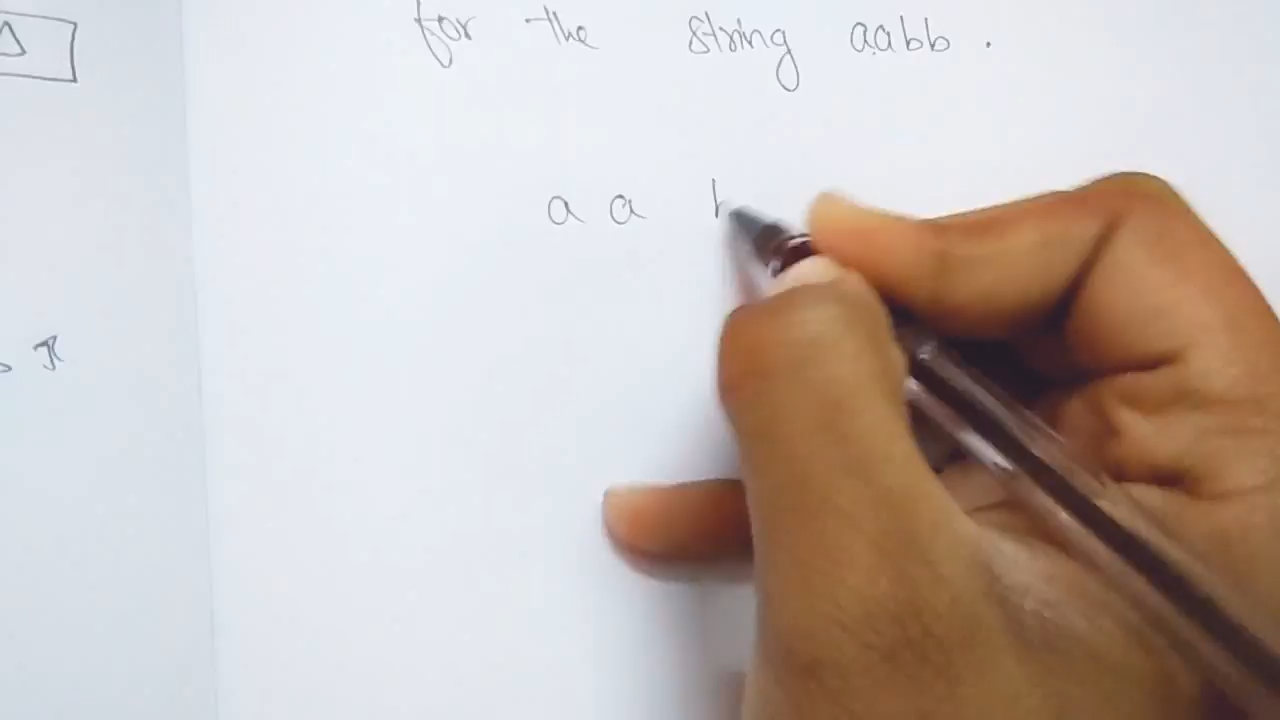 for the string aabb .
a a